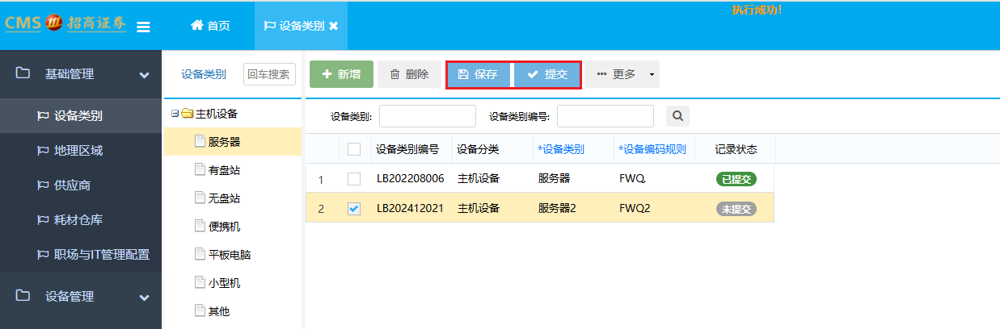 执行成功!
CMS 招商证券 首页 设备类别
基础管理
设备类别
地理区域
供应商
耗材仓库
职场与IT管理配置
设备管理
设备类别 回车搜索
主机设备
服务器
有盘站
无盘站
便携机
平板电脑
小型机
其他
新增 删除 保存 提交 更多
设备类别: 设备类别编号:
设备类别编号 设备分类 *设备类别 *设备编码规则 记录状态
1 LB202208006 主机设备 服务器 FWQ, 已提交
2 LB202412021 主机设备 服务器2 FWQ2 未提交